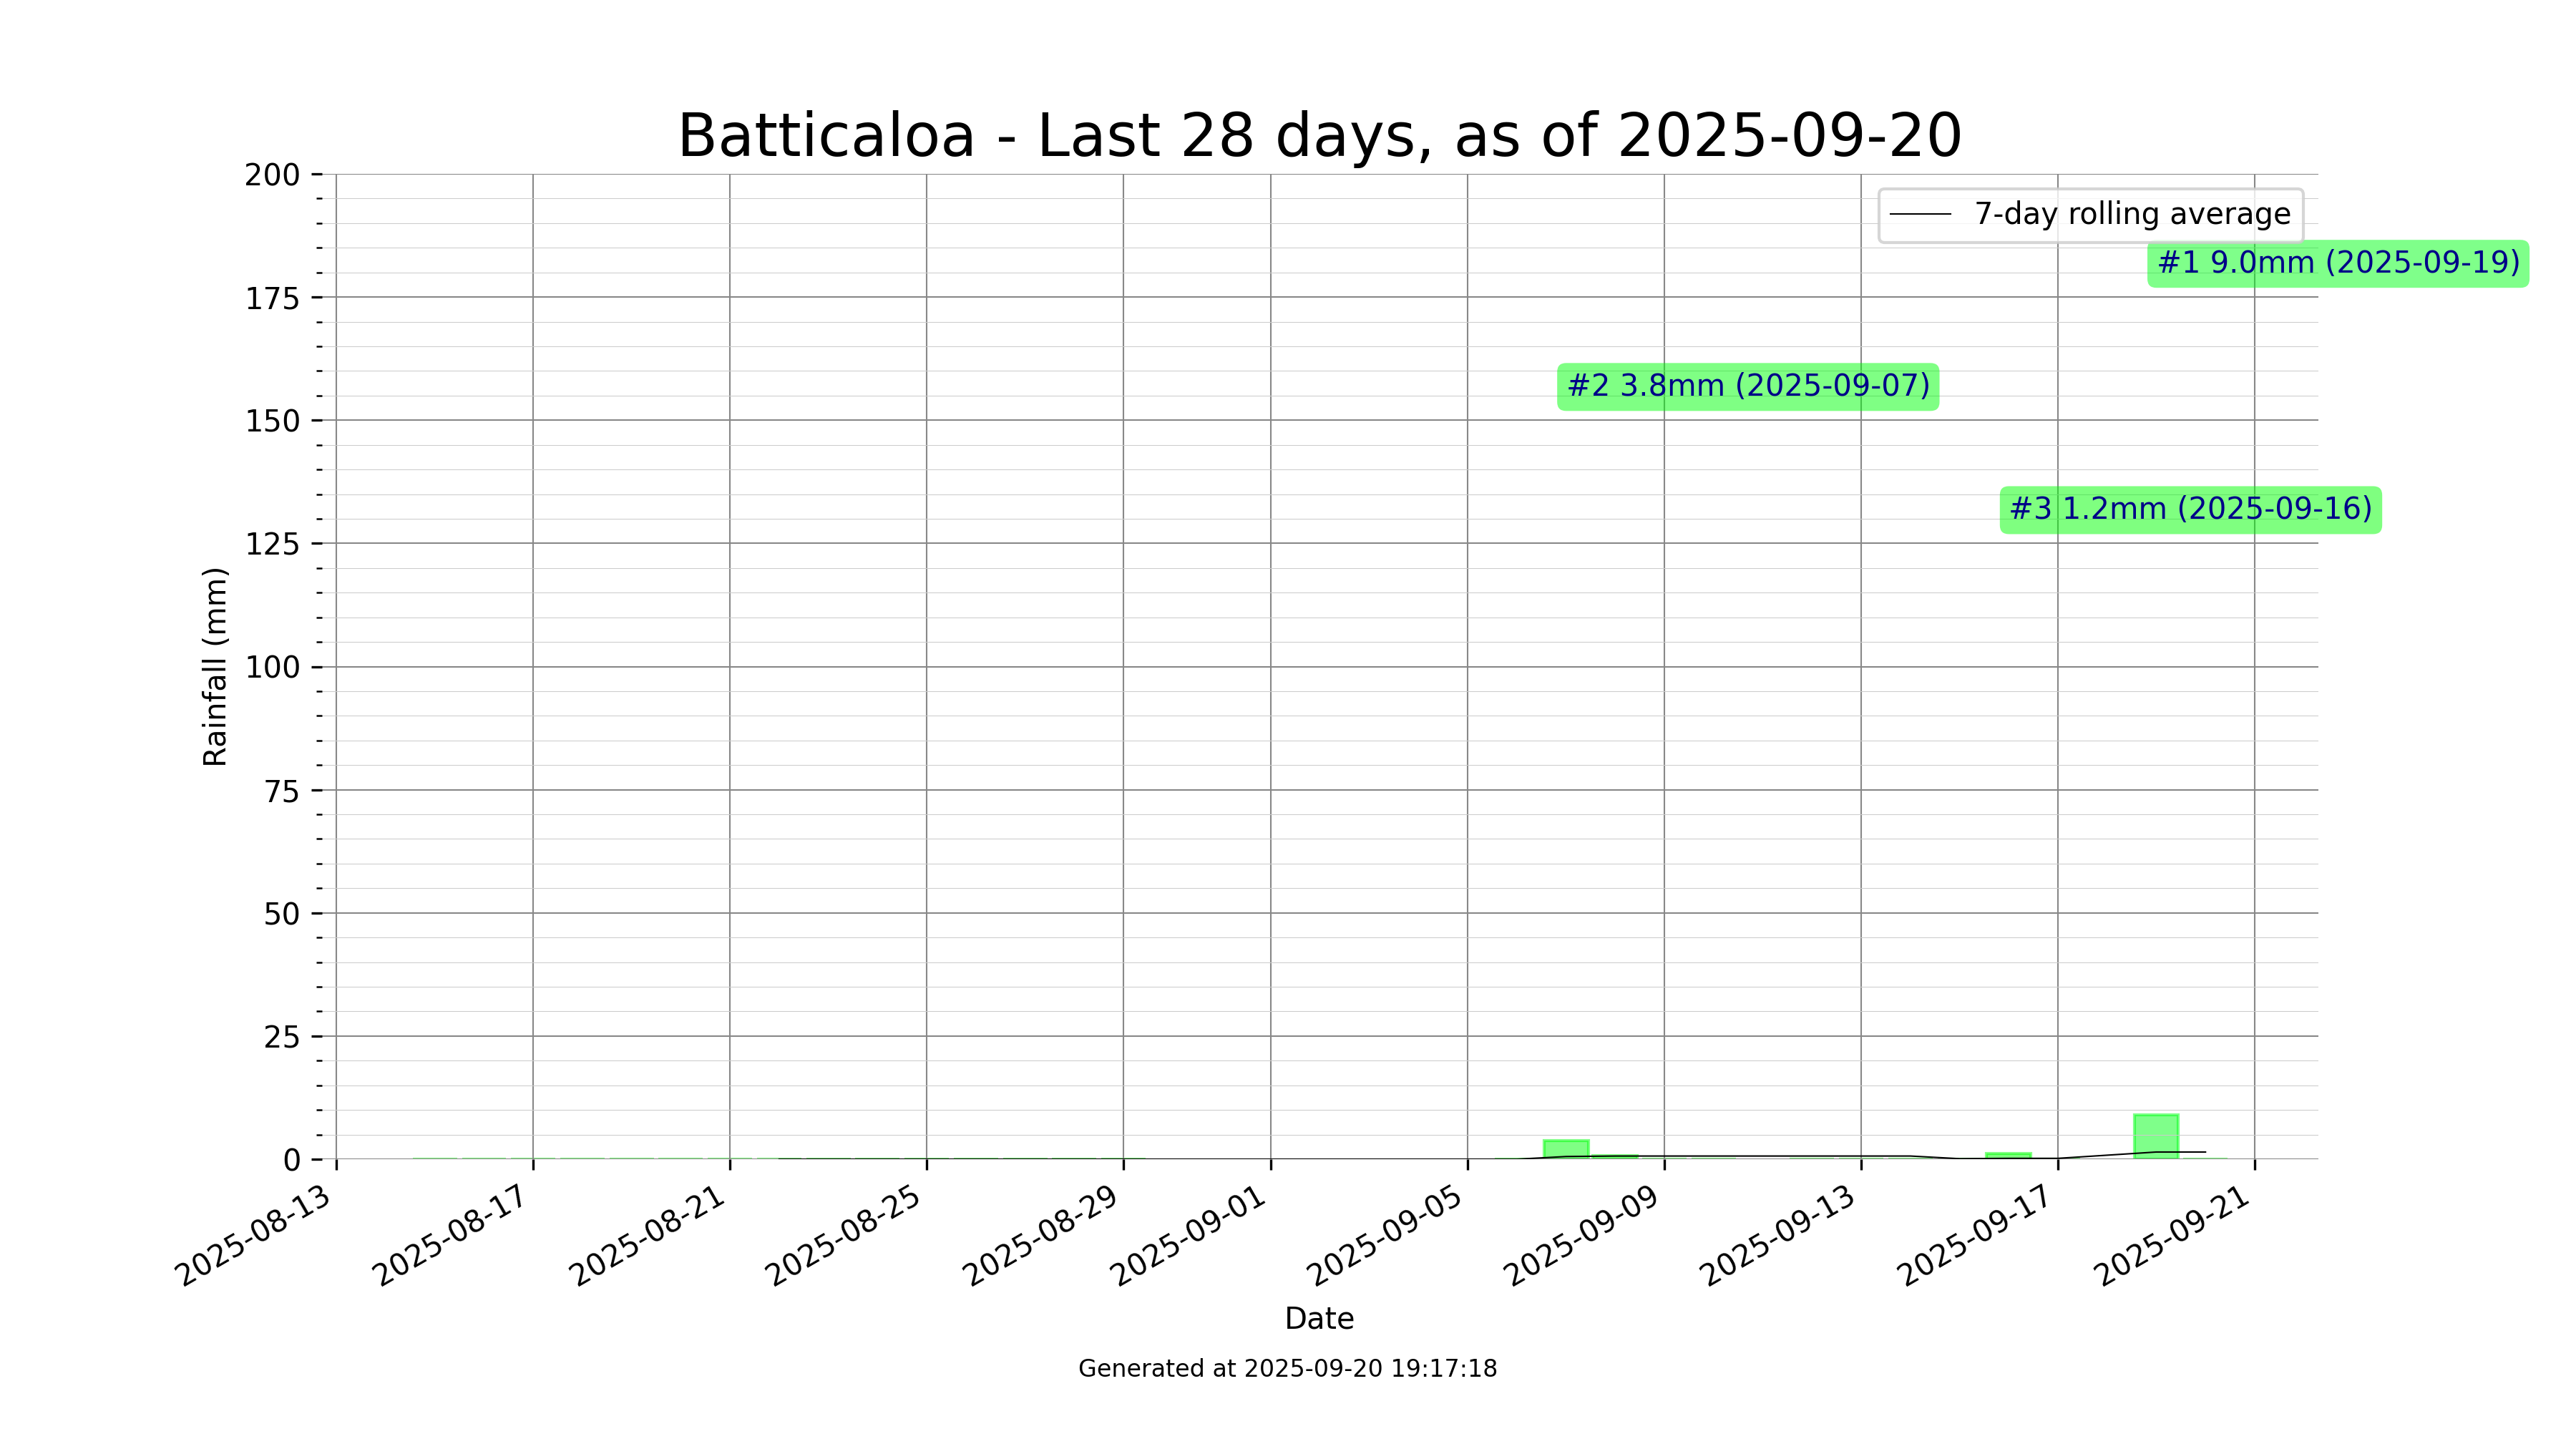 Batticaloa - Last 28 days, as of 2025-09-20
200
175
150
125
100
75
50
25
0
Rainfall (mm)
7-day rolling average
#1 9.0mm (2025-09-19)
#2 3.8mm (2025-09-07)
#3 1.2mm (2025-09-16)
2025-08-13
2025-08-17
2025-08-21
2025-08-25
2025-08-29
2025-09-01
2025-09-05
2025-09-09
2025-09-13
2025-09-17
2025-09-21
Date
Generated at 2025-09-20 19:17:18